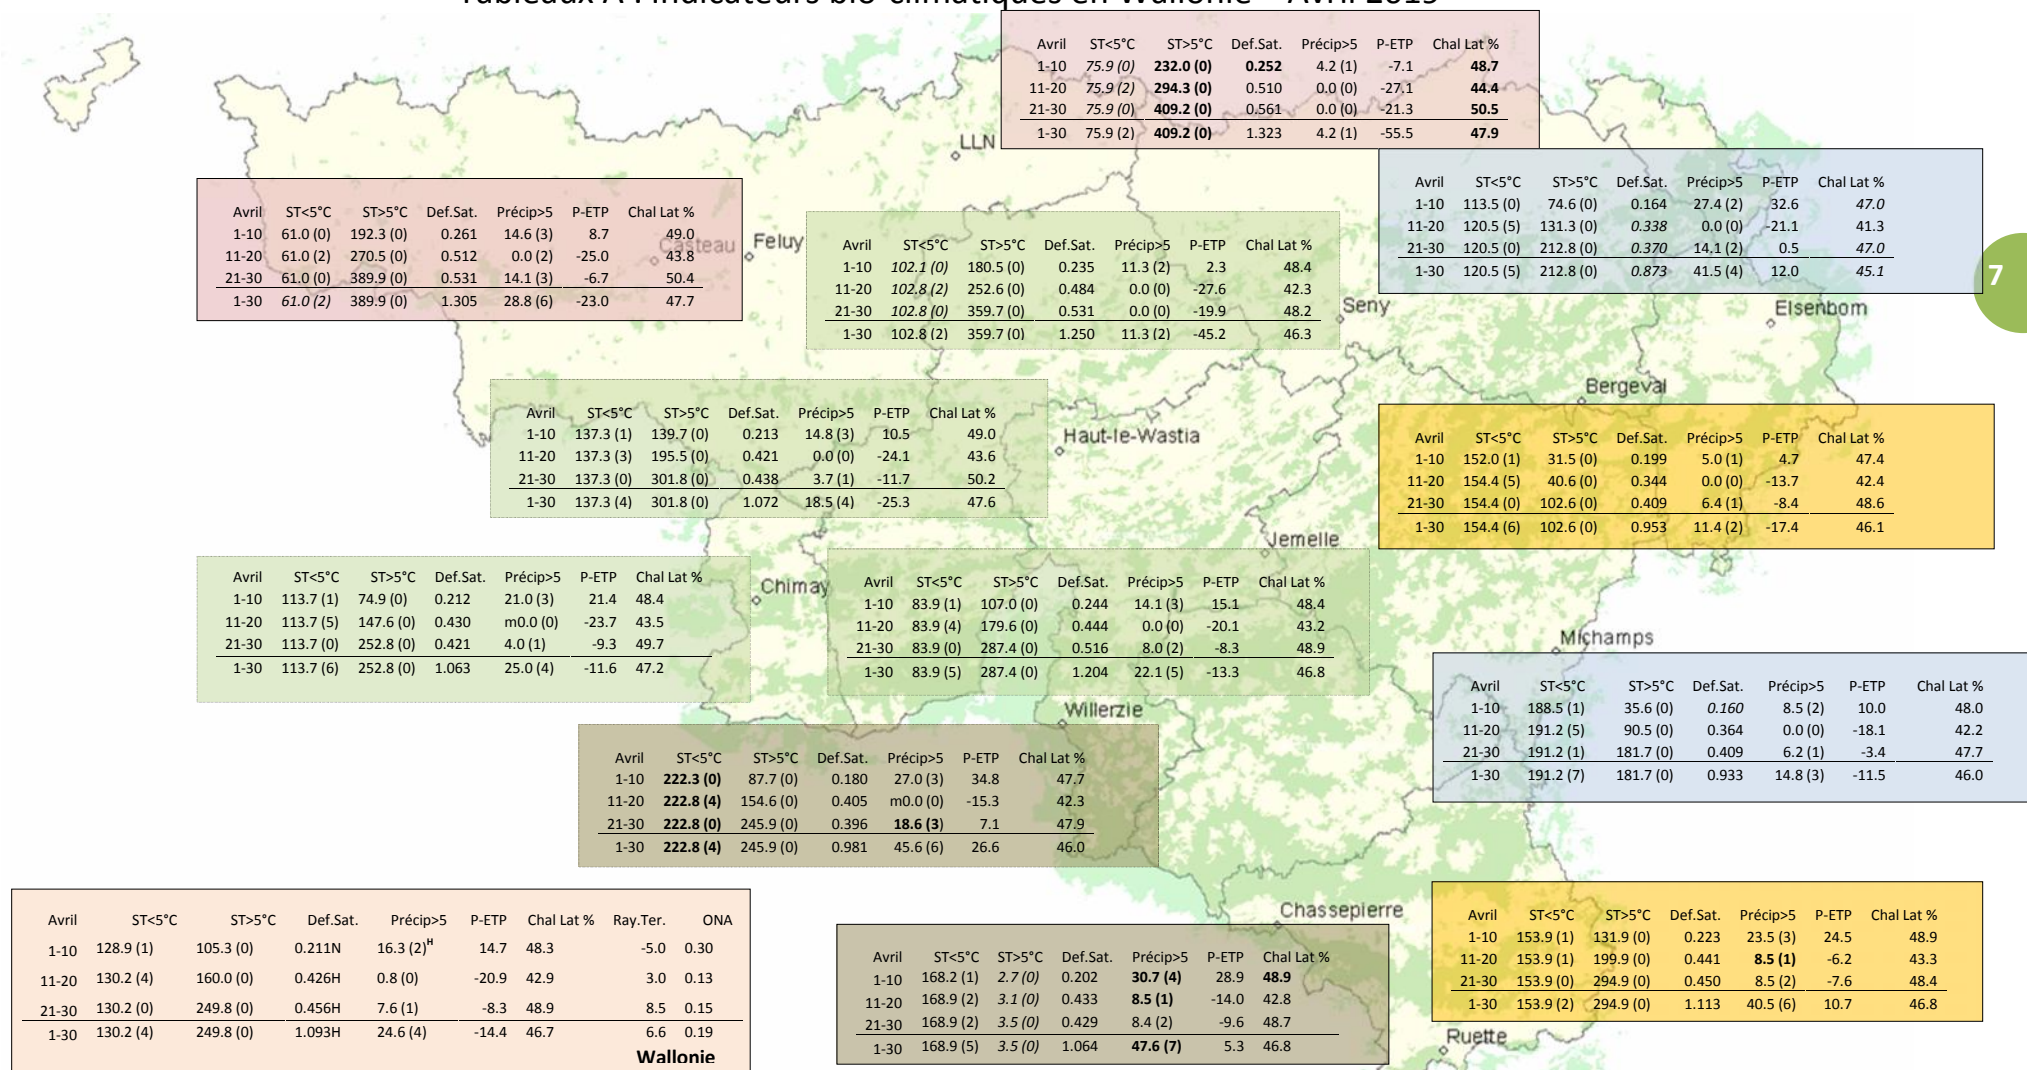 Tableaux A : Indicateurs bio-climatiques en Wallonie – Avril 2015
Avril ST<5°C ST>5°C Def.Sat. Précip>5 P-ETP Chal Lat %
1-10 75.9 (0) 232.0 (0) 0.252 4.2 (1) -7.1 48.7
11-20 75.9 (2) 294.3 (0) 0.510 0.0 (0) -27.1 44.4
21-30 75.9 (0) 409.2 (0) 0.561 0.0 (0) -21.3 50.5
1-30 75.9 (2) 409.2 (0) 1.323 4.2 (1) -55.5 47.9
LLN
Avril ST<5°C ST>5°C Def.Sat. Précip>5 P-ETP Chal Lat %
1-10 113.5 (0) 74.6 (0) 0.164 27.4 (2) 32.6 47.0
11-20 120.5 (5) 131.3 (0) 0.338 0.0 (0) -21.1 41.3
21-30 120.5 (0) 212.8 (0) 0.370 14.1 (2) 0.5 47.0
1-30 120.5 (5) 212.8 (0) 0.873 41.5 (4) 12.0 45.1
7
Elsenborn
Avril ST<5°C ST>5°C Def.Sat. Précip>5 P-ETP Chal Lat %
1-10 61.0 (0) 192.3 (0) 0.261 14.6 (3) 8.7 49.0
11-20 61.0 (2) 270.5 (0) 0.512 0.0 (2) -25.0 43.8
21-30 61.0 (0) 389.9 (0) 0.531 14.1 (3) -6.7 50.4
1-30 61.0 (2) 389.9 (0) 1.305 28.8 (6) -23.0 47.7
Casteau
Feluy
Avril ST<5°C ST>5°C Def.Sat. Précip>5 P-ETP Chal Lat %
1-10 102.1 (0) 180.5 (0) 0.235 11.3 (2) 2.3 48.4
11-20 102.8 (2) 252.6 (0) 0.484 0.0 (0) -27.6 42.3
21-30 102.8 (0) 359.7 (0) 0.531 0.0 (0) -19.9 48.2
1-30 102.8 (2) 359.7 (0) 1.250 11.3 (2) -45.2 46.3
Seny
Avril ST<5°C ST>5°C Def.Sat. Précip>5 P-ETP Chal Lat %
1-10 137.3 (1) 139.7 (0) 0.213 14.8 (3) 10.5 49.0
11-20 137.3 (3) 195.5 (0) 0.421 0.0 (0) -24.1 43.6
21-30 137.3 (0) 301.8 (0) 0.438 3.7 (1) -11.7 50.2
1-30 137.3 (4) 301.8 (0) 1.072 18.5 (4) -25.3 47.6
Haut-le-Wastia
Bergeval
Avril ST<5°C ST>5°C Def.Sat. Précip>5 P-ETP Chal Lat %
1-10 152.0 (1) 31.5 (0) 0.199 5.0 (1) 4.7 47.4
11-20 154.4 (5) 40.6 (0) 0.344 0.0 (0) -13.7 42.4
21-30 154.4 (0) 102.6 (0) 0.409 6.4 (1) -8.4 48.6
1-30 154.4 (6) 102.6 (0) 0.953 11.4 (2) -17.4 46.1
Jemelle
Avril ST<5°C ST>5°C Def.Sat. Précip>5 P-ETP Chal Lat %
1-10 113.7 (1) 74.9 (0) 0.212 21.0 (3) 21.4 48.4
11-20 113.7 (5) 147.6 (0) 0.430 m0.0 (0) -23.7 43.5
21-30 113.7 (0) 252.8 (0) 0.421 4.0 (1) -9.3 49.7
1-30 113.7 (6) 252.8 (0) 1.063 25.0 (4) -11.6 47.2
Chimay
Avril ST<5°C ST>5°C Def.Sat. Précip>5 P-ETP Chal Lat %
1-10 83.9 (1) 107.0 (0) 0.244 14.1 (3) 15.1 48.4
11-20 83.9 (4) 179.6 (0) 0.444 0.0 (0) -20.1 43.2
21-30 83.9 (0) 287.4 (0) 0.516 8.0 (2) -8.3 48.9
1-30 83.9 (5) 287.4 (0) 1.204 22.1 (5) -13.3 46.8
Michamps
Avril ST<5°C ST>5°C Def.Sat. Précip>5 P-ETP Chal Lat %
1-10 188.5 (1) 35.6 (0) 0.160 8.5 (2) 10.0 48.0
11-20 191.2 (5) 90.5 (0) 0.364 0.0 (0) -18.1 42.2
21-30 191.2 (1) 181.7 (0) 0.409 6.2 (1) -3.4 47.7
1-30 191.2 (7) 181.7 (0) 0.933 14.8 (3) -11.5 46.0
Willerzie
Avril ST<5°C ST>5°C Def.Sat. Précip>5 P-ETP Chal Lat %
1-10 222.3 (0) 87.7 (0) 0.180 27.0 (3) 34.8 47.7
11-20 222.8 (4) 154.6 (0) 0.405 m0.0 (0) -15.3 42.3
21-30 222.8 (0) 245.9 (0) 0.396 18.6 (3) 7.1 47.9
1-30 222.8 (4) 245.9 (0) 0.981 45.6 (6) 26.6 46.0
Avril ST<5°C ST>5°C Def.Sat. Précip>5 P-ETP Chal Lat % Ray.Ter. ONA
1-10 128.9 (1) 105.3 (0) 0.211N 16.3 (2)ᴴ 14.7 48.3 -5.0 0.30
11-20 130.2 (4) 160.0 (0) 0.426H 0.8 (0) -20.9 42.9 3.0 0.13
21-30 130.2 (0) 249.8 (0) 0.456H 7.6 (1) -8.3 48.9 8.5 0.15
1-30 130.2 (4) 249.8 (0) 1.093H 24.6 (4) -14.4 46.7 6.6 0.19
Wallonie
Chassepierre
Avril ST<5°C ST>5°C Def.Sat. Précip>5 P-ETP Chal Lat %
1-10 168.2 (1) 2.7 (0) 0.202 30.7 (4) 28.9 48.9
11-20 168.9 (2) 3.1 (0) 0.433 8.5 (1) -14.0 42.8
21-30 168.9 (2) 3.5 (0) 0.429 8.4 (2) -9.6 48.7
1-30 168.9 (5) 3.5 (0) 1.064 47.6 (7) 5.3 46.8
Avril ST<5°C ST>5°C Def.Sat. Précip>5 P-ETP Chal Lat %
1-10 153.9 (1) 131.9 (0) 0.223 23.5 (3) 24.5 48.9
11-20 153.9 (1) 199.9 (0) 0.441 8.5 (1) -6.2 43.3
21-30 153.9 (0) 294.9 (0) 0.450 8.5 (2) -7.6 48.4
1-30 153.9 (2) 294.9 (0) 1.113 40.5 (6) 10.7 46.8
Ruette